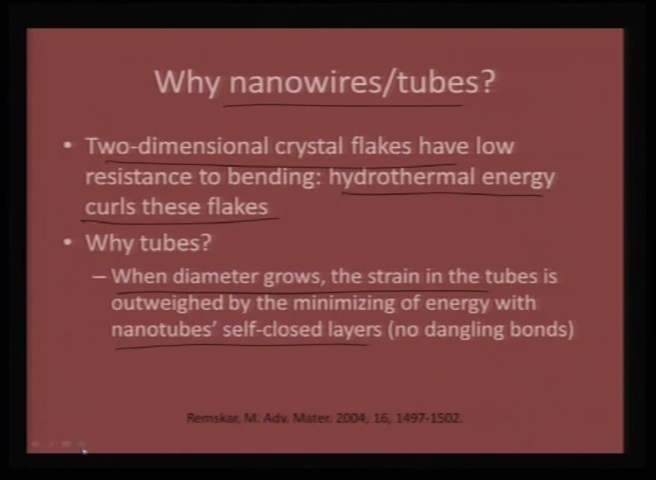 Why nanowires/tubes?
• Two-dimensional crystal flakes have low
resistance to bending: hydrothermal energy
curls these flakes
• Why tubes?
– When diameter grows, the strain in the tubes is
outweighed by the minimizing of energy with
nanotubes' self-closed layers (no dangling bonds)
Remskar, M. Adv. Mater. 2004, 16, 1497-1502.